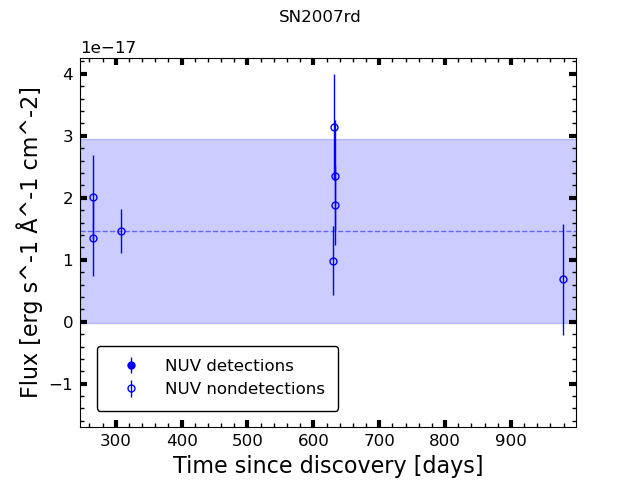 SN2007rd
1e−17
4
3
2
1
0
−1
Flux [erg s^-1 Å^-1 cm^-2]
NUV detections
NUV nondetections
300 400 500 600 700 800 900
Time since discovery [days]